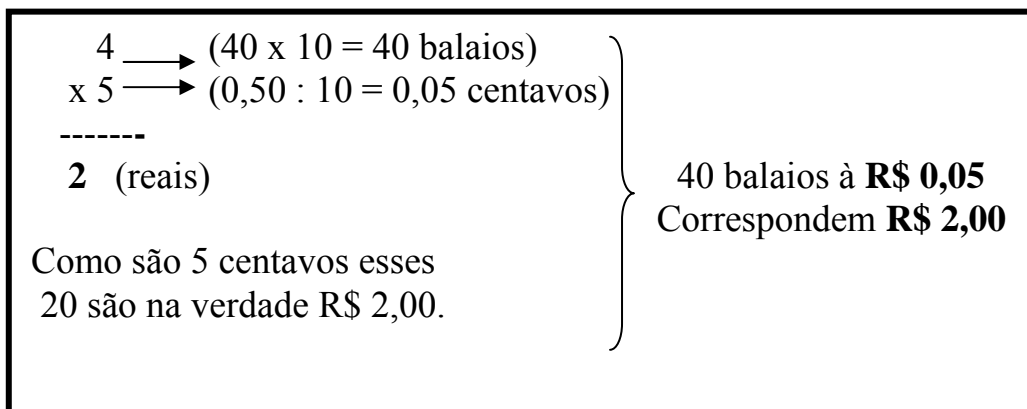 4 (40 x 10 = 40 balaios)
x 5 (0,50 : 10 = 0,05 centavos)
-------
2 (reais)
40 balaios à R$ 0,05
Correspondem R$ 2,00
Como são 5 centavos esses
20 são na verdade R$ 2,00.